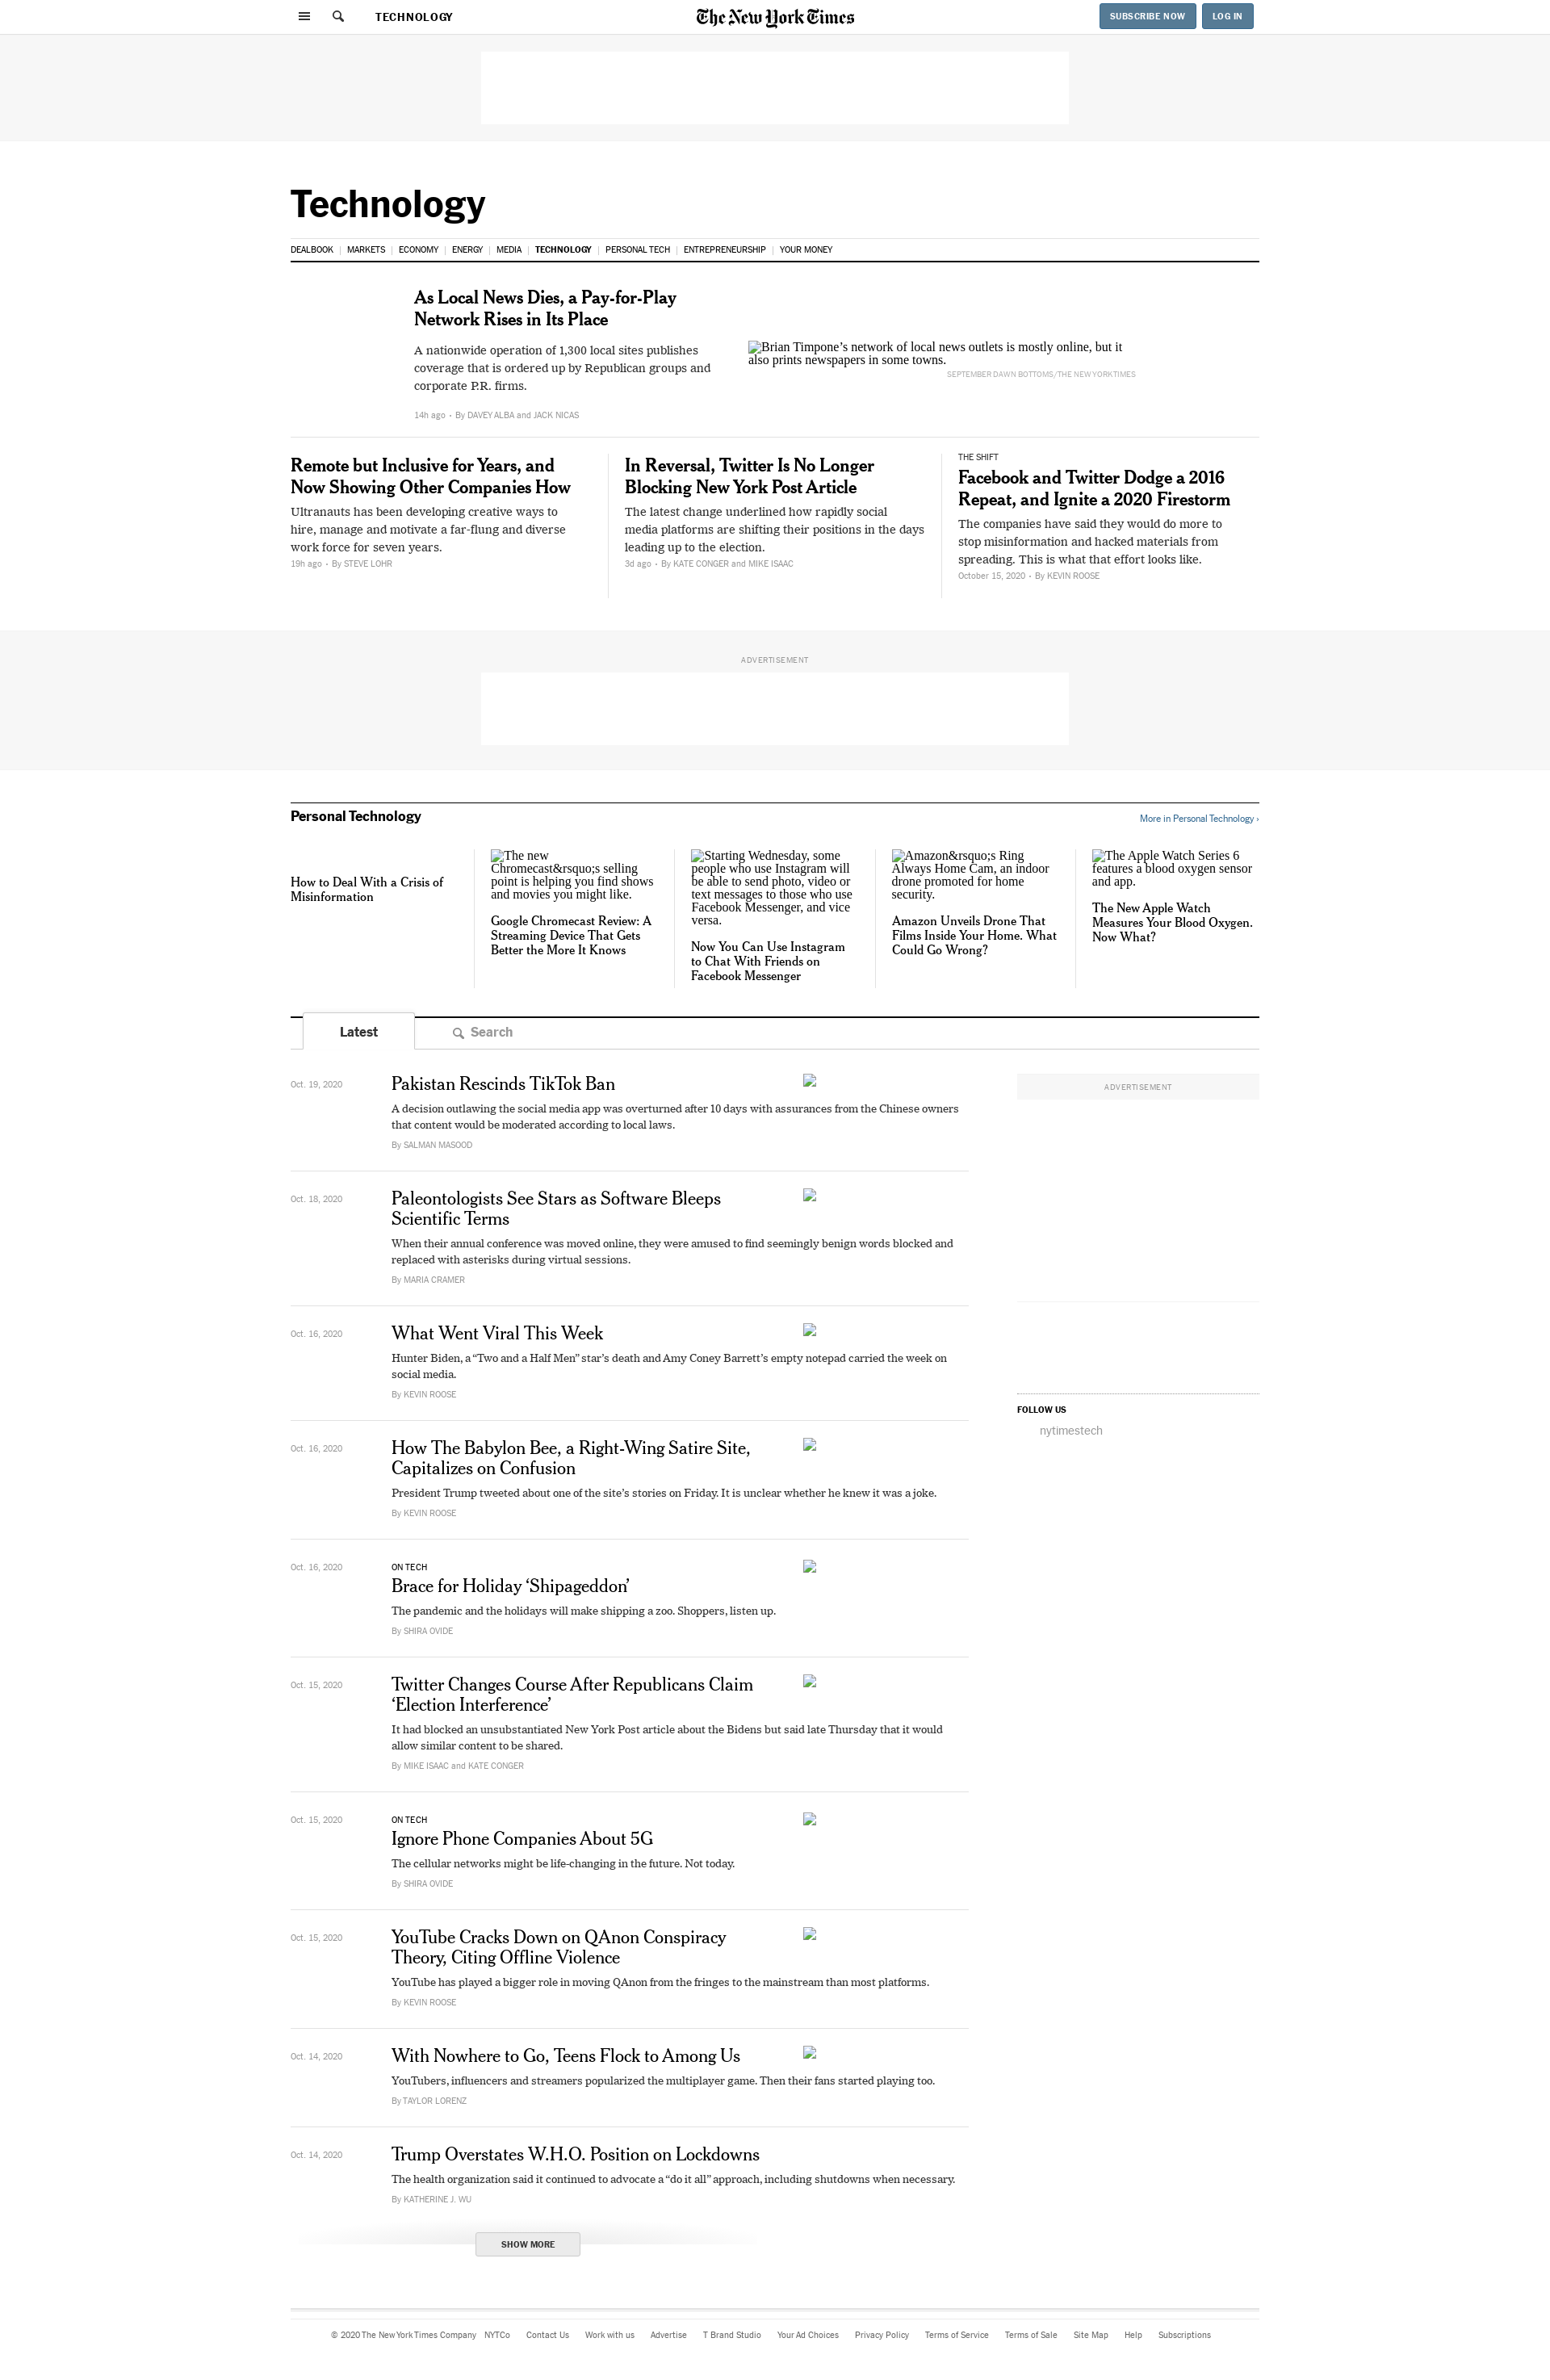 TECHNOLOGY
The New York Times
SUBSCRIBE NOW
LOG IN
Technology
DEALBOOK | MARKETS | ECONOMY | ENERGY | MEDIA | TECHNOLOGY | PERSONAL TECH | ENTREPRENEURSHIP | YOUR MONEY
As Local News Dies, a Pay-for-Play
Network Rises in Its Place
A nationwide operation of 1,300 local sites publishes
coverage that is ordered up by Republican groups and
corporate P.R. firms.
14h ago • By DAVEY ALBA and JACK NICAS
Brian Timpone’s network of local news outlets is mostly online, but it
also prints newspapers in some towns.
SEPTEMBER DAWN BOTTOMS/THE NEW YORK TIMES
Remote but Inclusive for Years, and
Now Showing Other Companies How
Ultranauts has been developing creative ways to
hire, manage and motivate a far-flung and diverse
work force for seven years.
19h ago • By STEVE LOHR
In Reversal, Twitter Is No Longer
Blocking New York Post Article
The latest change underlined how rapidly social
media platforms are shifting their positions in the days
leading up to the election.
3d ago • By KATE CONGER and MIKE ISAAC
THE SHIFT
Facebook and Twitter Dodge a 2016
Repeat, and Ignite a 2020 Firestorm
The companies have said they would do more to
stop misinformation and hacked materials from
spreading. This is what that effort looks like.
October 15, 2020 • By KEVIN ROOSE
ADVERTISEMENT
Personal Technology
More in Personal Technology ›
How to Deal With a Crisis of
Misinformation
The new
Chromecast&rsquo;s selling
point is helping you find shows
and movies you might like.
Google Chromecast Review: A
Streaming Device That Gets
Better the More It Knows
Starting Wednesday, some
people who use Instagram will
be able to send photo, video or
text messages to those who use
Facebook Messenger, and vice
versa.
Now You Can Use Instagram
to Chat With Friends on
Facebook Messenger
Amazon&rsquo;s Ring
Always Home Cam, an indoor
drone promoted for home
security.
Amazon Unveils Drone That
Films Inside Your Home. What
Could Go Wrong?
The Apple Watch Series 6
features a blood oxygen sensor
and app.
The New Apple Watch
Measures Your Blood Oxygen.
Now What?
Latest
Search
Oct. 19, 2020
Pakistan Rescinds TikTok Ban
A decision outlawing the social media app was overturned after 10 days with assurances from the Chinese owners
that content would be moderated according to local laws.
By SALMAN MASOOD
ADVERTISEMENT
Oct. 18, 2020
Paleontologists See Stars as Software Bleeps
Scientific Terms
When their annual conference was moved online, they were amused to find seemingly benign words blocked and
replaced with asterisks during virtual sessions.
By MARIA CRAMER
Oct. 16, 2020
What Went Viral This Week
Hunter Biden, a “Two and a Half Men” star’s death and Amy Coney Barrett’s empty notepad carried the week on
social media.
By KEVIN ROOSE
FOLLOW US
nytimestech
Oct. 16, 2020
How The Babylon Bee, a Right-Wing Satire Site,
Capitalizes on Confusion
President Trump tweeted about one of the site’s stories on Friday. It is unclear whether he knew it was a joke.
By KEVIN ROOSE
Oct. 16, 2020
ON TECH
Brace for Holiday ‘Shipageddon’
The pandemic and the holidays will make shipping a zoo. Shoppers, listen up.
By SHIRA OVIDE
Oct. 15, 2020
Twitter Changes Course After Republicans Claim
‘Election Interference’
It had blocked an unsubstantiated New York Post article about the Bidens but said late Thursday that it would
allow similar content to be shared.
By MIKE ISAAC and KATE CONGER
Oct. 15, 2020
ON TECH
Ignore Phone Companies About 5G
The cellular networks might be life-changing in the future. Not today.
By SHIRA OVIDE
Oct. 15, 2020
YouTube Cracks Down on QAnon Conspiracy
Theory, Citing Offline Violence
YouTube has played a bigger role in moving QAnon from the fringes to the mainstream than most platforms.
By KEVIN ROOSE
Oct. 14, 2020
With Nowhere to Go, Teens Flock to Among Us
YouTubers, influencers and streamers popularized the multiplayer game. Then their fans started playing too.
By TAYLOR LORENZ
Oct. 14, 2020
Trump Overstates W.H.O. Position on Lockdowns
The health organization said it continued to advocate a “do it all” approach, including shutdowns when necessary.
By KATHERINE J. WU
SHOW MORE
© 2020 The New York Times Company NYTCo Contact Us Work with us Advertise T Brand Studio Your Ad Choices Privacy Policy Terms of Service Terms of Sale Site Map Help Subscriptions